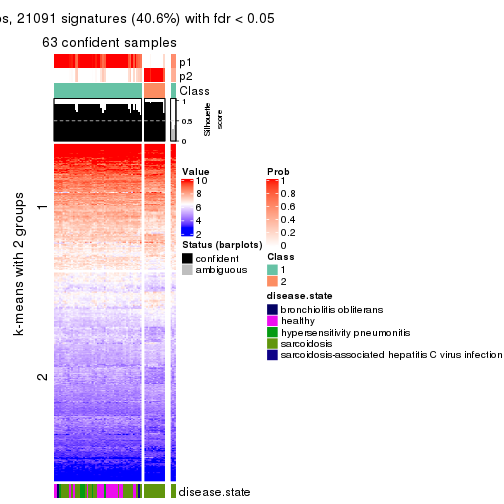 os, 21091 signatures (40.6%) with fdr < 0.05
63 confident samples
p1
p2
Class
1
0.5
0
Silhouette
score
k-means with 2 groups
1
2
Value
10
8
6
4
2
Status (barplots)
confident
ambiguous
Prob
1
0.8
0.6
0.4
0.2
0
Class
1
2
disease.state
bronchiolitis obliterans
healthy
hypersensitivity pneumonitis
sarcoidosis
sarcoidosis-associated hepatitis C virus infection
disease.state